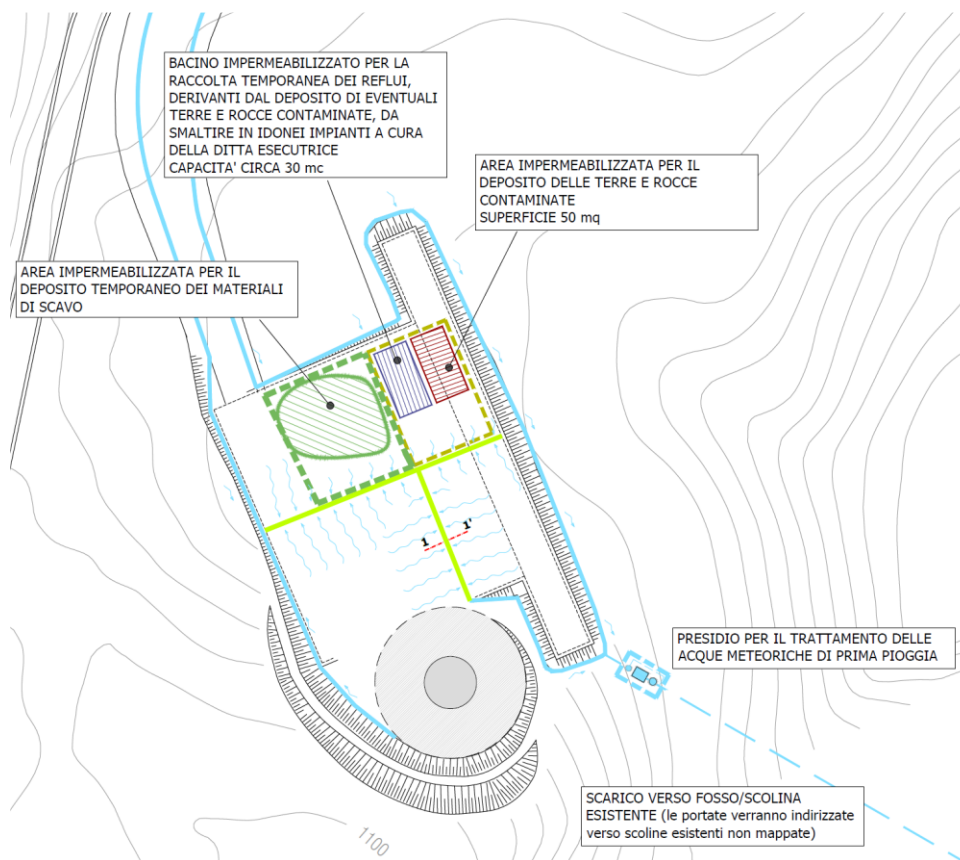 BACINO IMPERMEABILIZZATO PER LA
RACCOLTA TEMPORANEA DEI REFLUI,
DERIVANTI DAL DEPOSITO DI EVENTUALI
TERRE E ROCCE CONTAMINATE, DA
SMALTIRE IN IDONEI IMPIANTI A CURA
DELLA DITTA ESECUTRICE
CAPACITA' CIRCA 30 mc
AREA IMPERMEABILIZZATA PER IL
DEPOSITO DELLE TERRE E ROCCE
CONTAMINATE
SUPERFICIE 50 mq
AREA IMPERMEABILIZZATA PER IL
DEPOSITO TEMPORANEO DEI MATERIALI
DI SCAVO
1 1'
PRESIDIO PER IL TRATTAMENTO DELLE
ACQUE METEORICHE DI PRIMA PIOGGIA
SCARICO VERSO FOSSO/SCOLINA
ESISTENTE (le portate verranno indirizzate
verso scoline esistenti non mappate)
1100